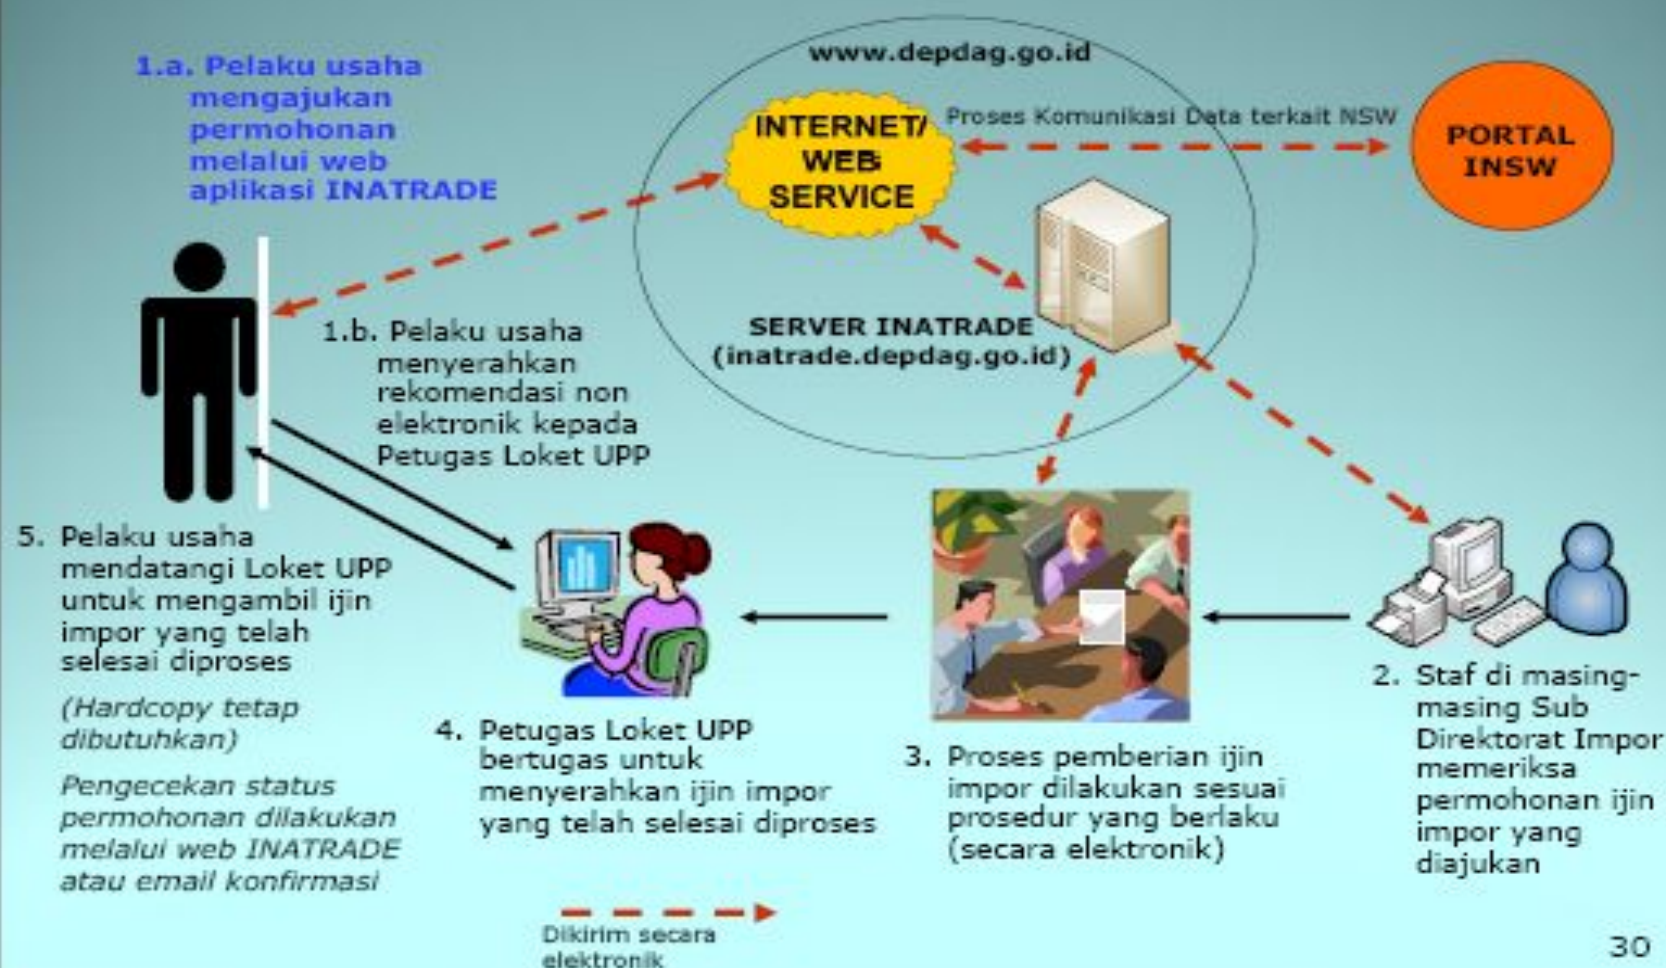 1.a. Pelaku usaha
mengajukan
permohonan
melalui web
aplikasi INATRADE
www.depdag.go.id
INTERNET/
WEB
SERVICE
Proses Komunikasi Data terkait NSW
PORTAL
INSW
SERVER INATRADE
(inatrade.depdag.go.id)
1.b. Pelaku usaha
menyerahkan
rekomendasi non
elektronik kepada
Petugas Loket UPP
5. Pelaku usaha
mendatangi Loket UPP
untuk mengambil ijin
impor yang telah
selesai diproses
(Hardcopy tetap
dibutuhkan)
Pengecekan status
permohonan dilakukan
melalui web INATRADE
atau email konfirmasi
4. Petugas Loket UPP
bertugas untuk
menyerahkan ijin impor
yang telah selesai diproses
3. Proses pemberian ijin
impor dilakukan sesuai
prosedur yang berlaku
(secara elektronik)
2. Staf di masing-
masing Sub
Direktorat Impor
memeriksa
permohonan ijin
impor yang
diajukan
Dikirim secara
elektronik
30